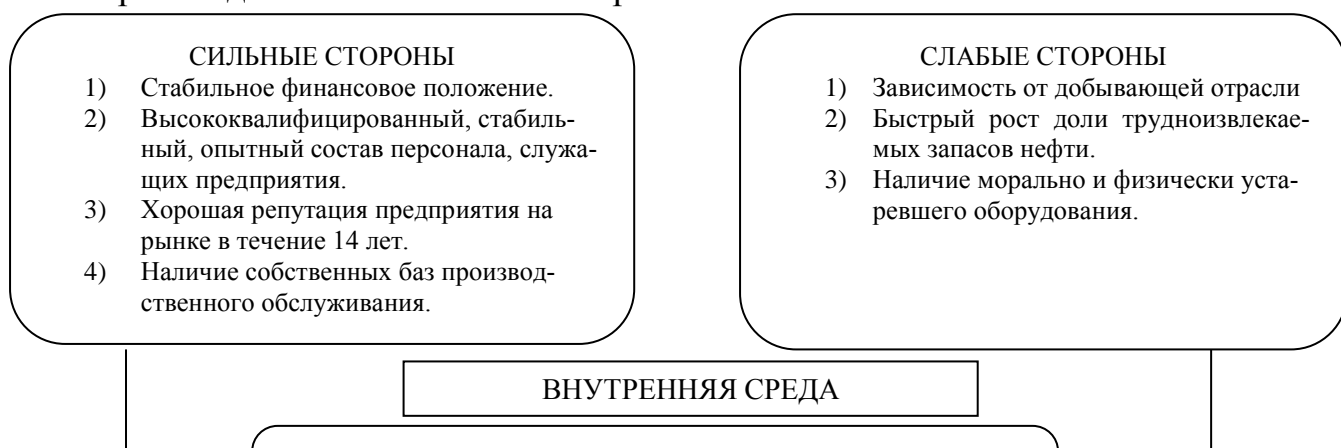 СИЛЬНЫЕ СТОРОНЫ
1) Стабильное финансовое положение.
2) Высококвалифицированный, стабиль-
ный, опытный состав персонала, служа-
щих предприятия.
3) Хорошая репутация предприятия на
рынке в течение 14 лет.
4) Наличие собственных баз производ-
ственного обслуживания.
СЛАБЫЕ СТОРОНЫ
1) Зависимость от добывающей отрасли
2) Быстрый рост доли трудноизвлекае-
мых запасов нефти.
3) Наличие морально и физически уста-
ревшего оборудования.
ВНУТРЕННЯЯ СРЕДА